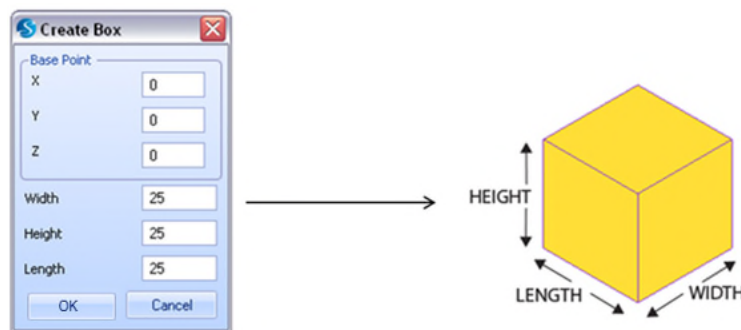 Create Box
Base Point
X 0
Y 0
Z 0
Width 25
Height 25
Length 25
OK Cancel
HEIGHT
LENGTH WIDTH